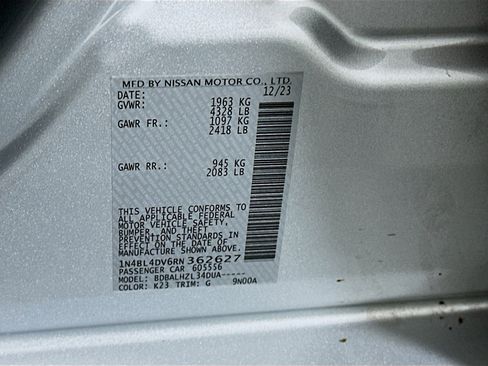 MFD BY NISSAN MOTOR CO., LTD.
DATE: 12/23
GVWR: 1963 KG
4328 LB
GAWR FR.: 1097 KG
2418 LB
GAWR RR.: 945 KG
2083 LB
THIS VEHICLE CONFORMS TO
ALL APPLICABLE FEDERAL
MOTOR VEHICLE SAFETY,
BUMPER, AND THEFT
PREVENTION STANDARDS IN
EFFECT ON THE DATE OF
MANUFACTURE SHOWN ABOVE.
1N4BL4DV6RN362627
PASSENGER CAR 605556
MODEL: BDBALHZL34DUA-----
COLOR: K23 TRIM: G 9N00A